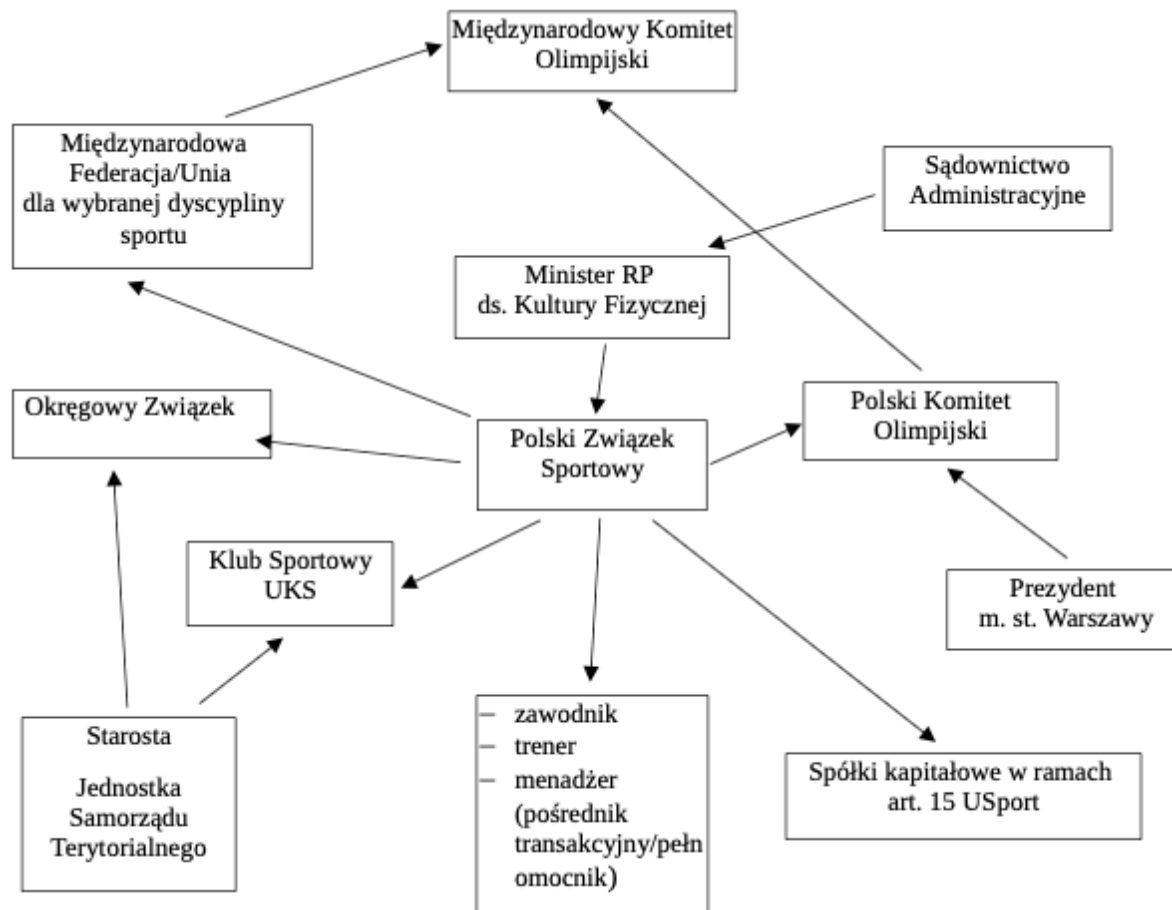 Międzynarodowy Komitet
Olimpijski
Międzynarodowa
Federacja/Unia
dla wybranej dyscypliny
sportu
Sądownictwo
Administracyjne
Minister RP
ds. Kultury Fizycznej
Okręgowy Związek
Polski Związek
Sportowy
Polski Komitet
Olimpijski
Klub Sportowy
UKS
Prezydent
m. st. Warszawy
Starosta
Jednostka
Samorządu
Terytorialnego
– zawodnik
– trener
– menadżer
(pośrednik
transakcyjny/pełn
omocnik)
Spółki kapitałowe w ramach
art. 15 USport